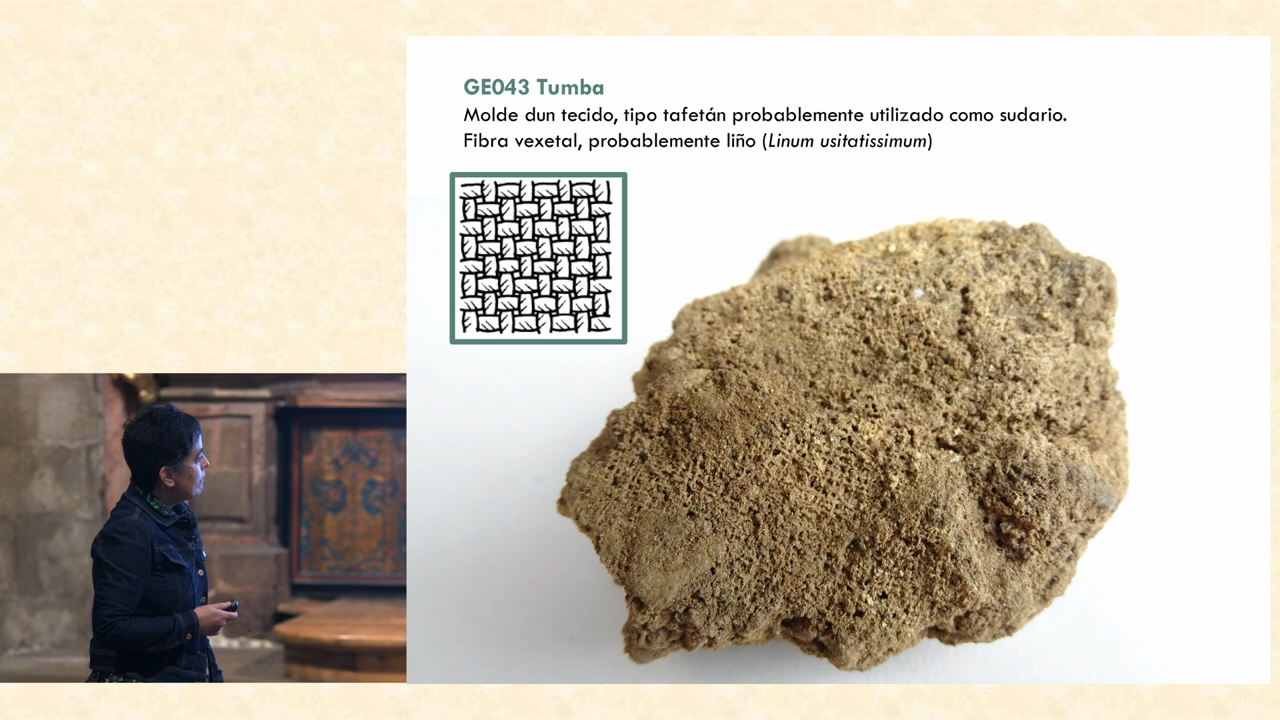 GE043 Tumba
Molde dun tecido, tipo tafetán probablemente utilizado como sudario.
Fibra vexetal, probablemente liño (Linum usitatissimum)